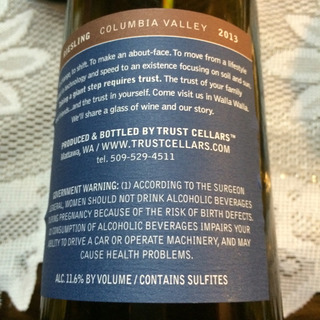 RIESLING COLUMBIA VALLEY 2013
to shift. To make an about-face. To move from a lifestyle
technology and speed to an existence focusing on soil and sun.
a giant step requires trust. The trust of your family
and the trust in yourself. Come visit us in Walla Walla.
We'll share a glass of wine and our story.
PRODUCED & BOTTLED BY TRUST CELLARS™
Mattawa, WA / WWW.TRUSTCELLARS.COM
tel. 509-529-4511
GOVERNMENT WARNING: (1) ACCORDING TO THE SURGEON
GENERAL, WOMEN SHOULD NOT DRINK ALCOHOLIC BEVERAGES
DURING PREGNANCY BECAUSE OF THE RISK OF BIRTH DEFECTS.
(2) CONSUMPTION OF ALCOHOLIC BEVERAGES IMPAIRS YOUR
ABILITY TO DRIVE A CAR OR OPERATE MACHINERY, AND MAY
CAUSE HEALTH PROBLEMS.
ALC. 11.6% BY VOLUME / CONTAINS SULFITES